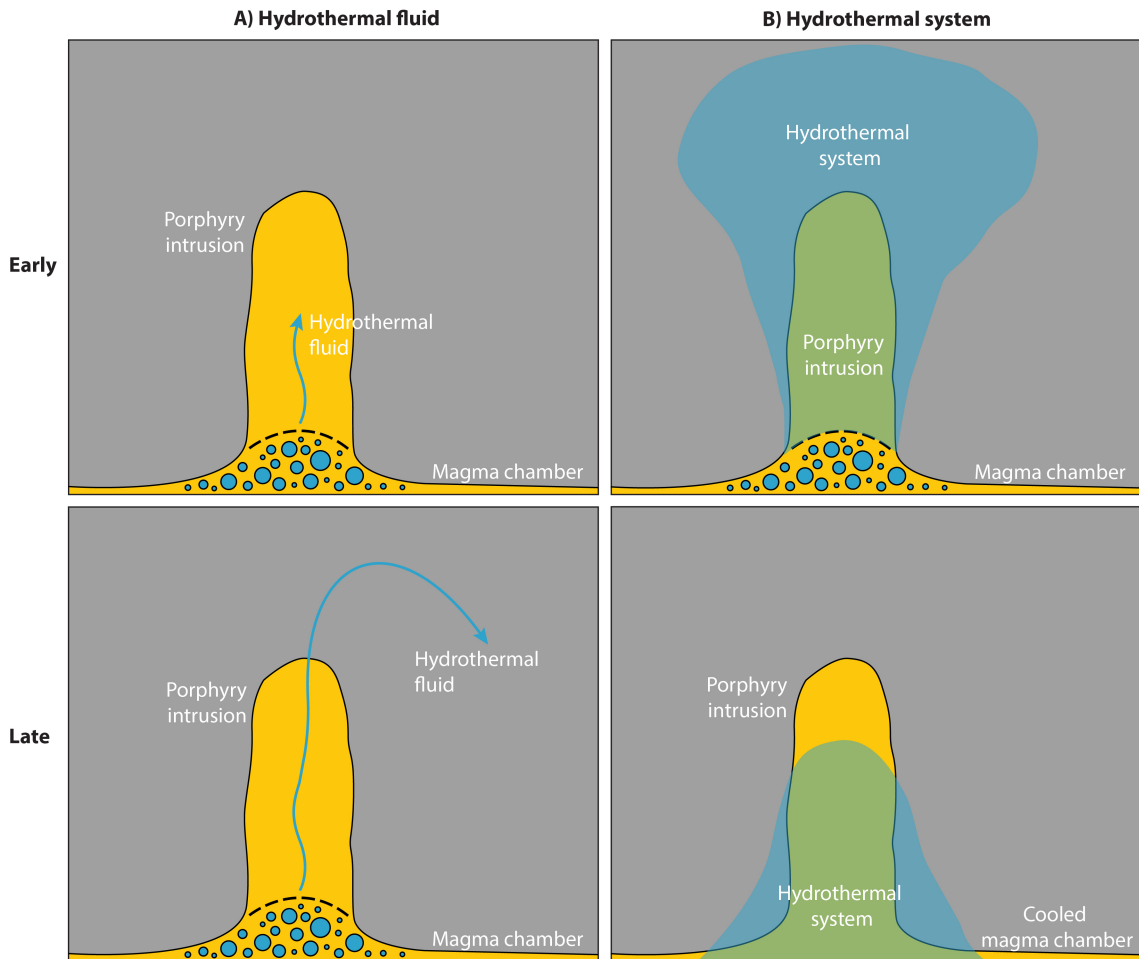 A) Hydrothermal fluid
B) Hydrothermal system
Early
Porphyry
intrusion
Hydrothermal
fluid
Magma chamber
Hydrothermal
system
Porphyry
intrusion
Magma chamber
Late
Porphyry
intrusion
Hydrothermal
fluid
Magma chamber
Porphyry
intrusion
Hydrothermal
system
Cooled
magma chamber